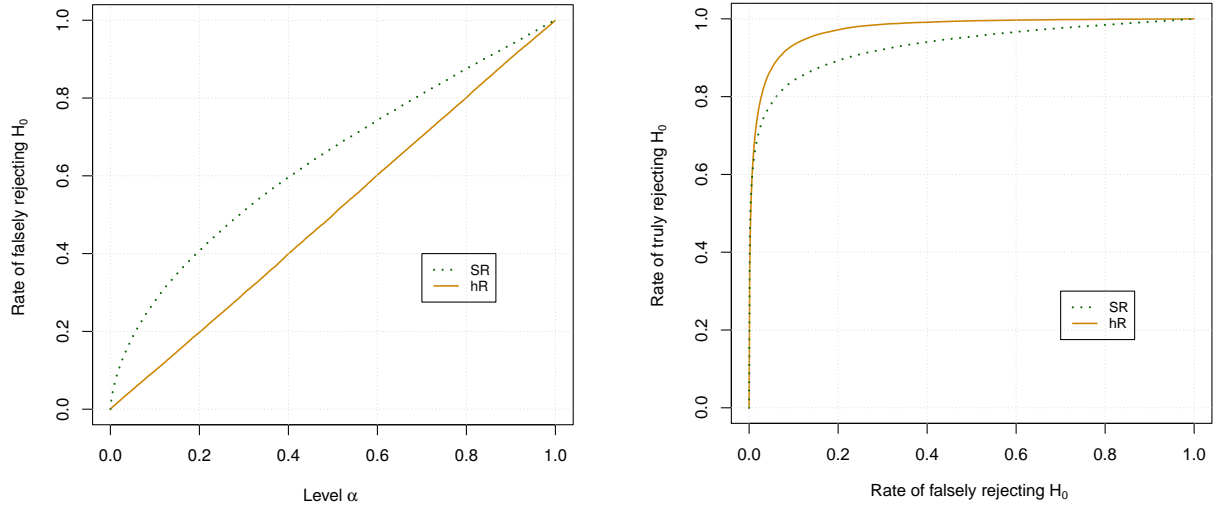 Rate of falsely rejecting H₀
1.0
0.8
0.6
0.4
0.2
0.0
SR
hR
0.0 0.2 0.4 0.6 0.8 1.0
Level α
Rate of truly rejecting H₀
1.0
0.8
0.6
0.4
0.2
0.0
SR
hR
0.0 0.2 0.4 0.6 0.8 1.0
Rate of falsely rejecting H₀